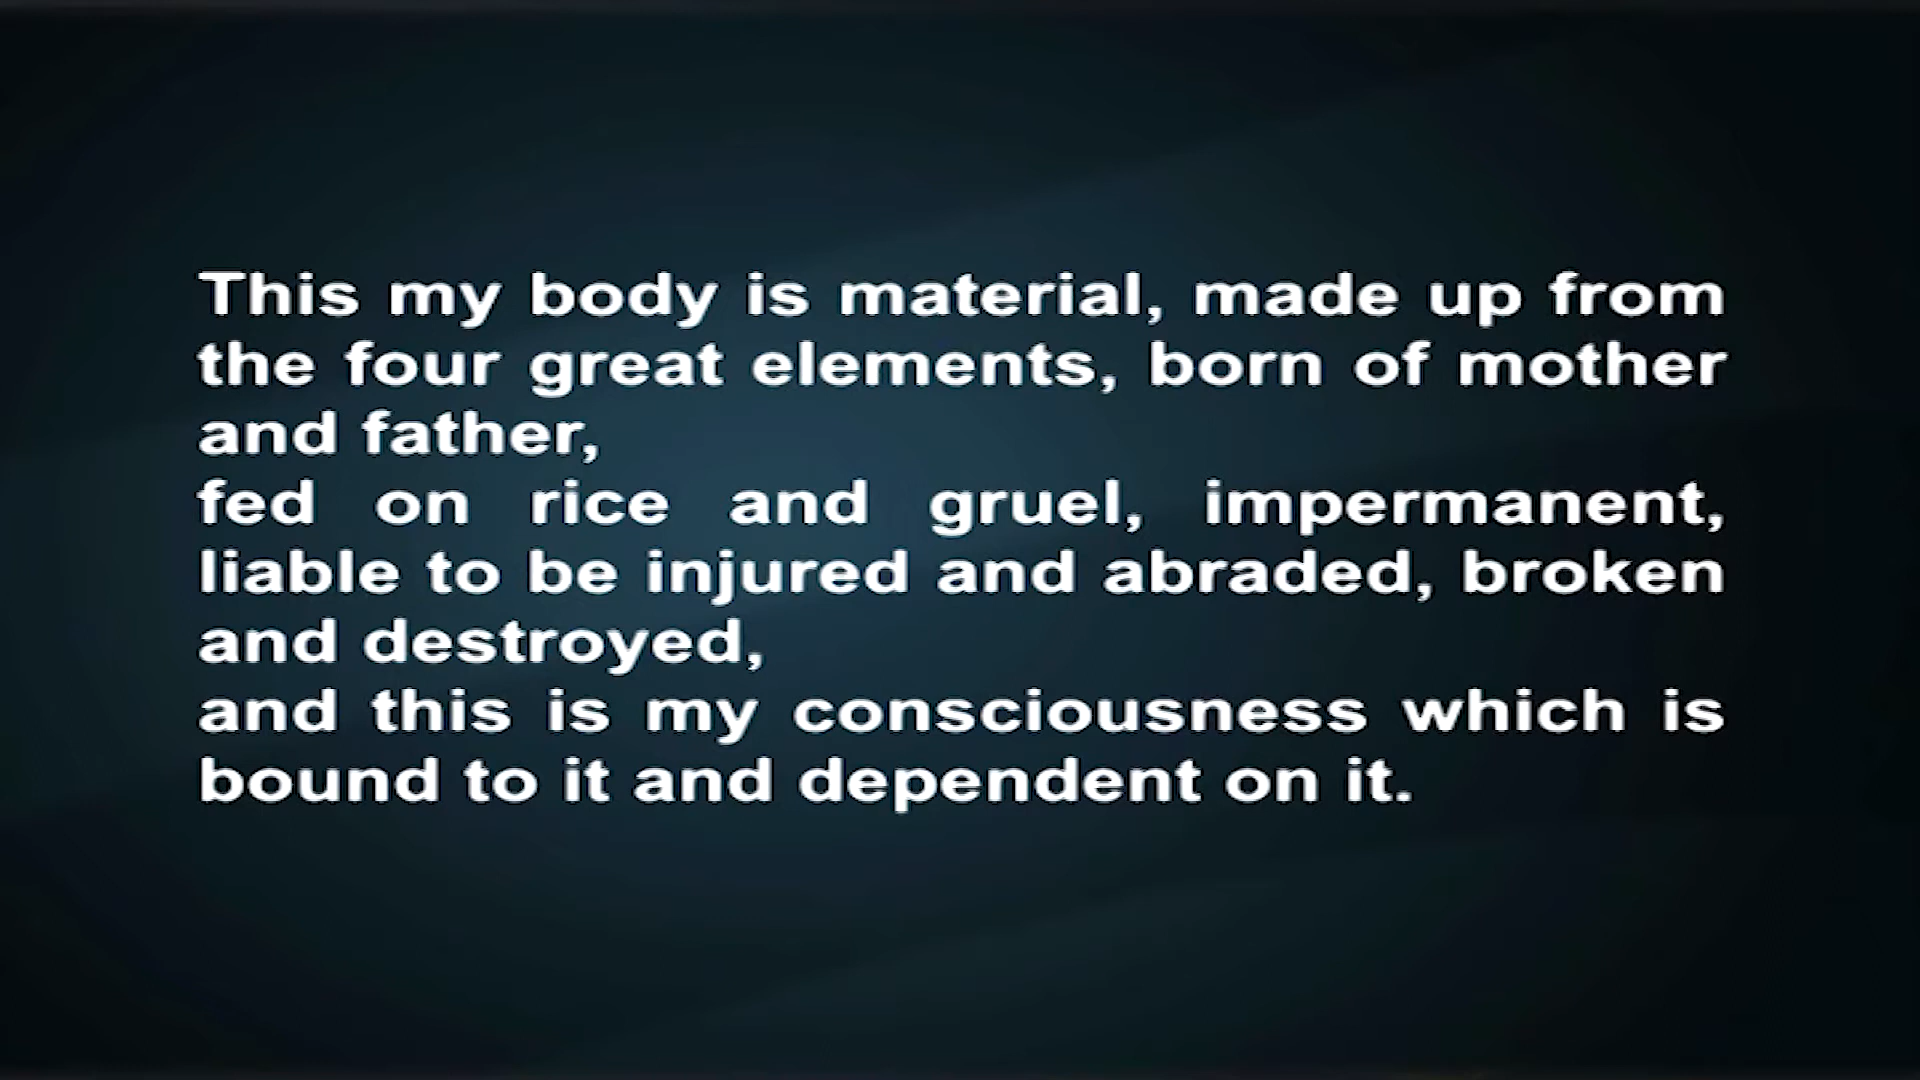 This my body is material, made up from
the four great elements, born of mother
and father,
fed on rice and gruel, impermanent,
liable to be injured and abraded, broken
and destroyed,
and this is my consciousness which is
bound to it and dependent on it.